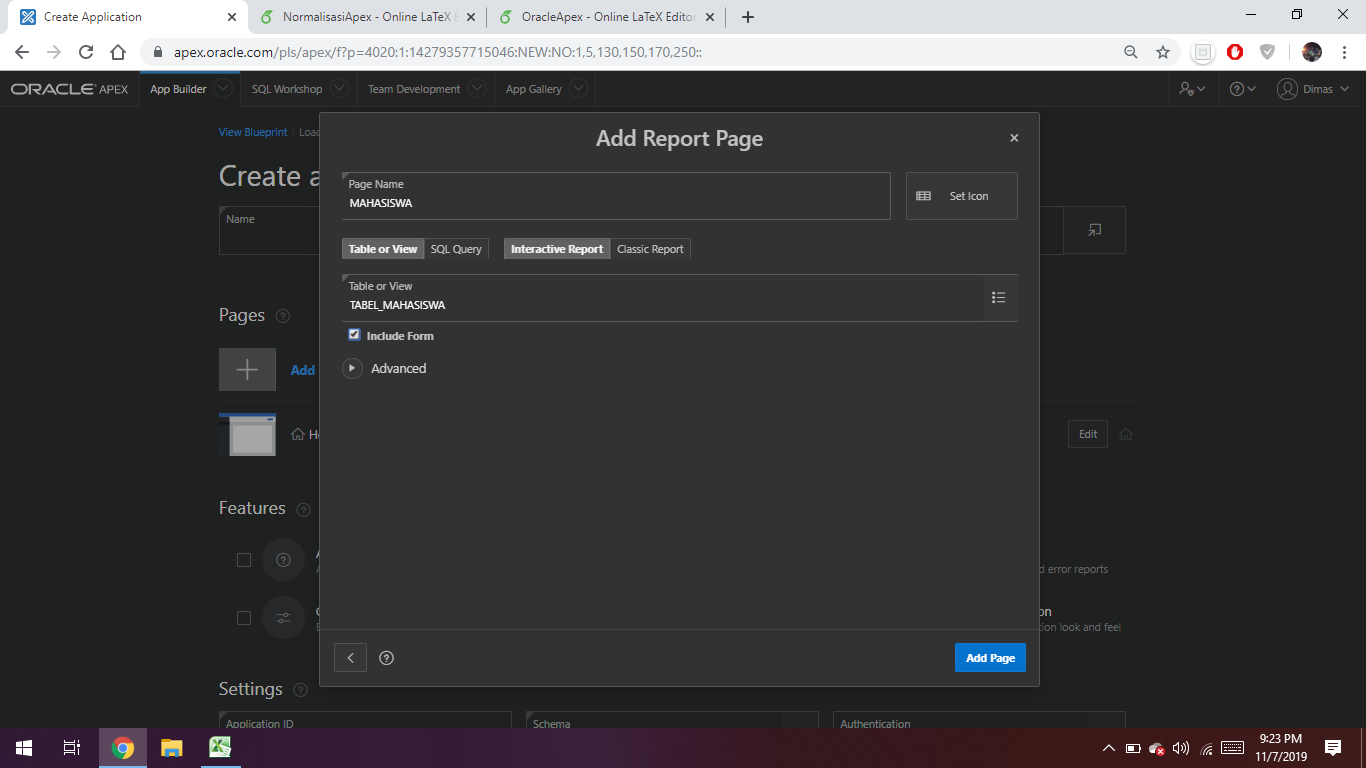 Create Application
NormalisasiApex - Online LaTeX E
OracleApex - Online LaTeX Editor
apex.oracle.com/pls/apex/f?p=4020:1:14279357715046:NEW:NO:1,5,130,150,170,250::
ORACLE APEX
App Builder
SQL Workshop
Team Development
App Gallery
Dimas
View Blueprint
Loa
Add Report Page
Create a
Page Name
MAHASISWA
Set Icon
Name
Table or View
SQL Query
Interactive Report
Classic Report
Table or View
TABEL_MAHASISWA
Pages
Include Form
Add
Advanced
H
Edit
Features
d error reports
on
tion look and feel
Add Page
Settings
Application ID
Schema
Authentication
9:23 PM
11/7/2019